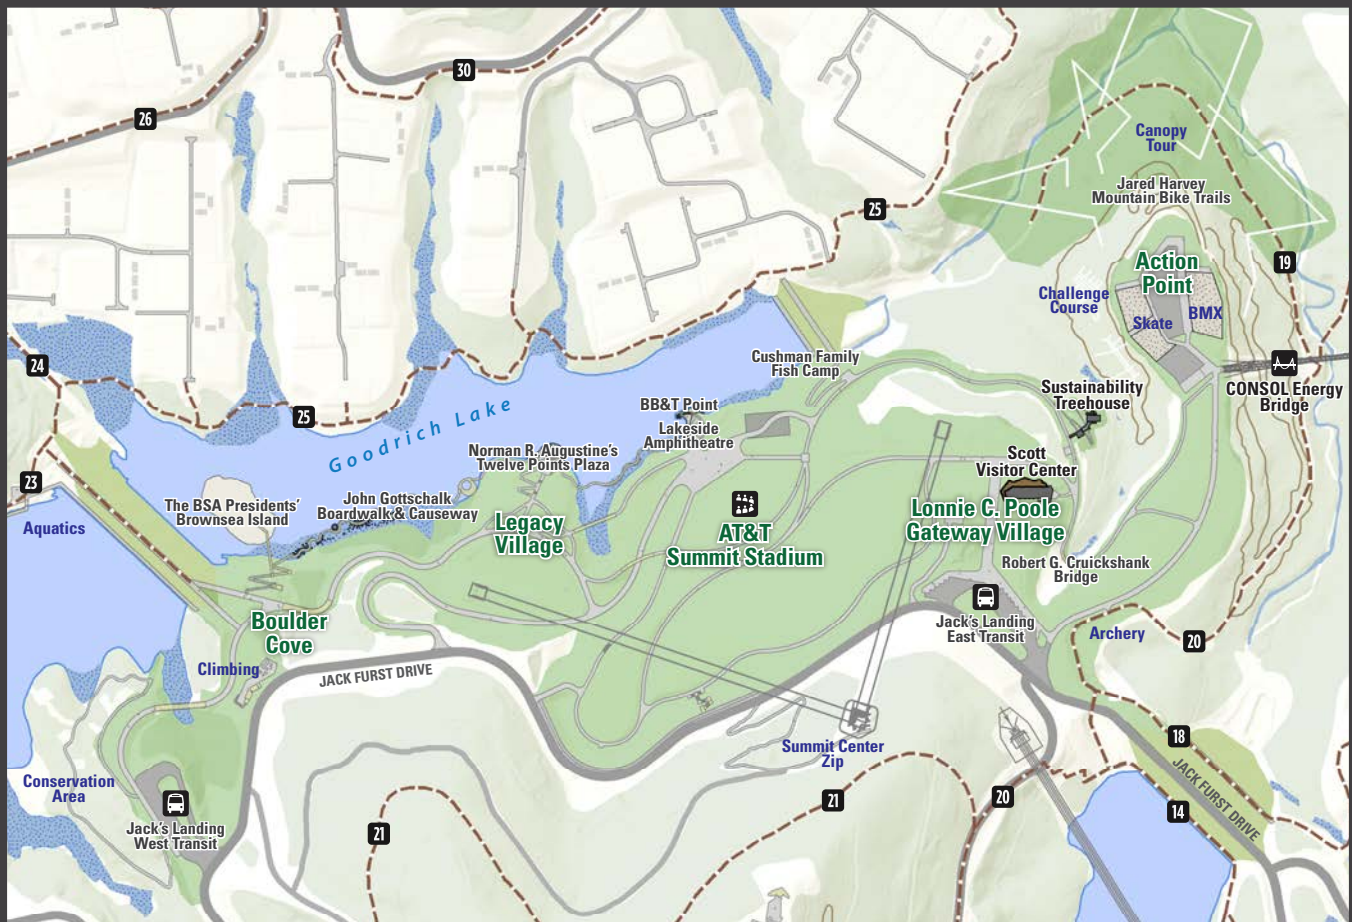 30
26
Canopy
Tour
Jared Harvey
Mountain Bike Trails
25
Action
Point
19
Challenge
Course
BMX
Skate
24
Cushman Family
Fish Camp
CONSOL Energy
Bridge
Sustainability
Treehouse
25
Goodrich Lake
BB&T Point
Lakeside
Amphitheatre
Norman R. Augustine's
Twelve Points Plaza
Scott
Visitor Center
23
The BSA Presidents'
Brownsea Island
John Gottschalk
Boardwalk & Causeway
Aquatics
Legacy
Village
AT&T
Summit Stadium
Lonnie C. Poole
Gateway Village
Robert G. Cruickshank
Bridge
Boulder
Cove
Jack's Landing
East Transit
Archery
20
Climbing
JACK FURST DRIVE
18
Summit Center
Zip
Conservation
Area
JACK FURST DRIVE
21
20
14
Jack's Landing
West Transit
21